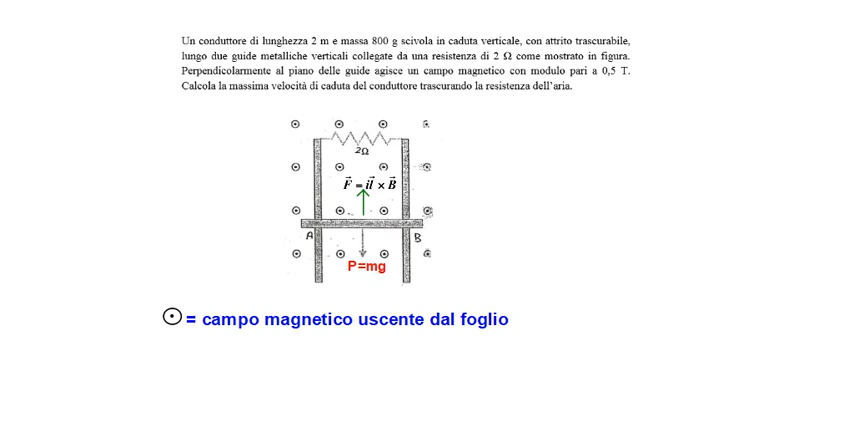 Un conduttore di lunghezza 2 m e massa 800 g scivola in caduta verticale, con attrito trascurabile,
lungo due guide metalliche verticali collegate da una resistenza di 2 Ω come mostrato in figura.
Perpendicolarmente al piano delle guide agisce un campo magnetico con modulo pari a 0,5 T.
Calcola la massima velocità di caduta del conduttore trascurando la resistenza dell'aria.
2Ω
F⃗ = il⃗ × B⃗
A
B
P=mg
= campo magnetico uscente dal foglio